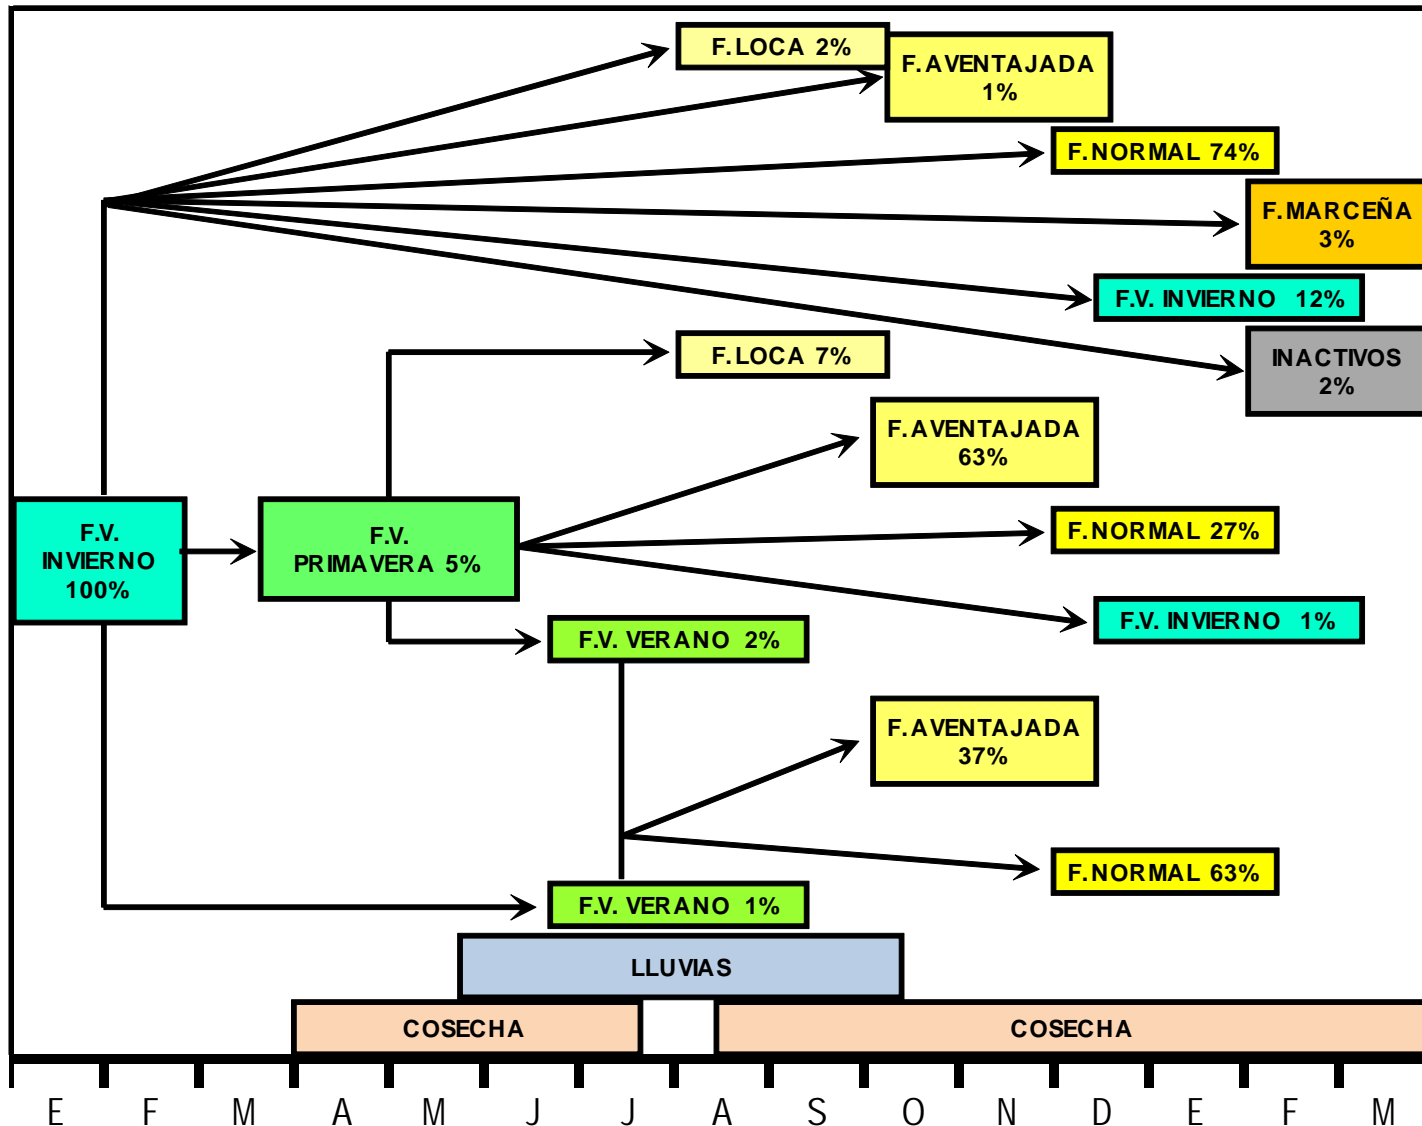 F.LOCA 2%
F.AVENTAJADA
1%
F.NORMAL 74%
F.MARCEÑA
3%
F.V. INVIERNO 12%
F.LOCA 7%
INACTIVOS
2%
F.AVENTAJADA
63%
F.V.
INVIERNO
100%
F.V.
PRIMAVERA 5%
F.NORMAL 27%
F.V. INVIERNO 1%
F.V. VERANO 2%
F.AVENTAJADA
37%
F.NORMAL 63%
F.V. VERANO 1%
LLUVIAS
COSECHA COSECHA
E F M A M J J A S O N D E F M